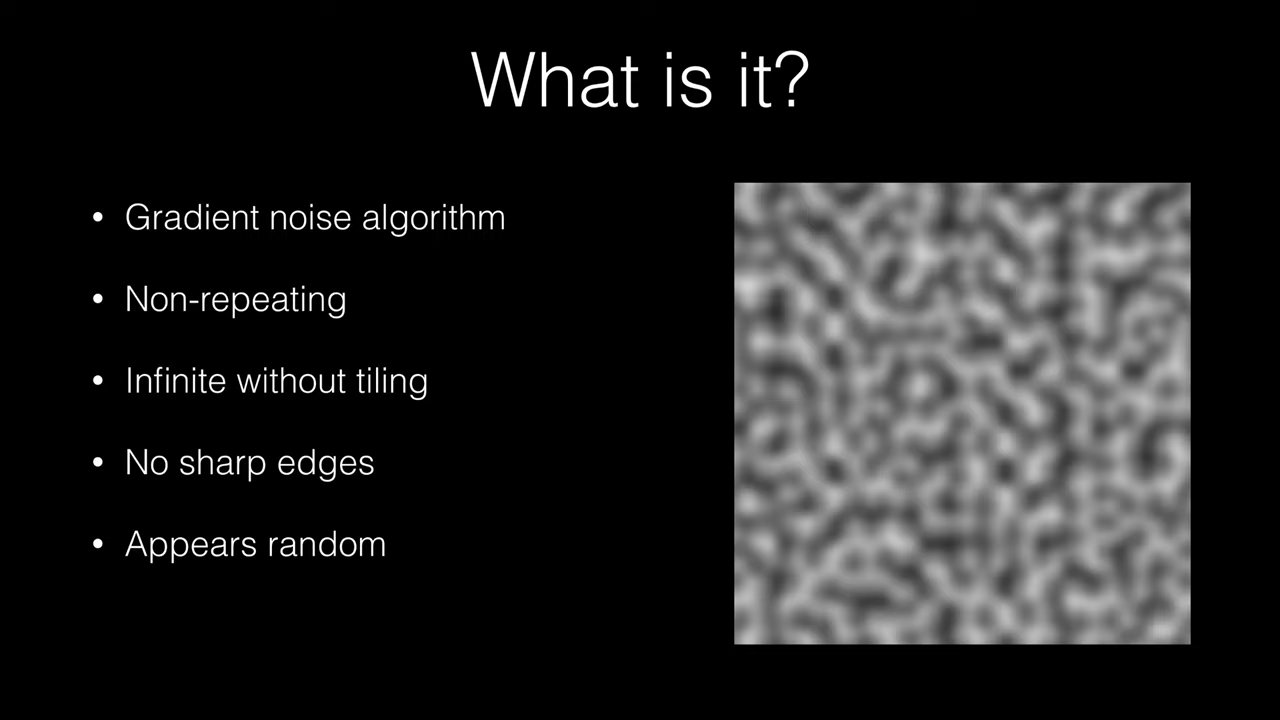 What is it?
• Gradient noise algorithm
• Non-repeating
• Infinite without tiling
• No sharp edges
• Appears random